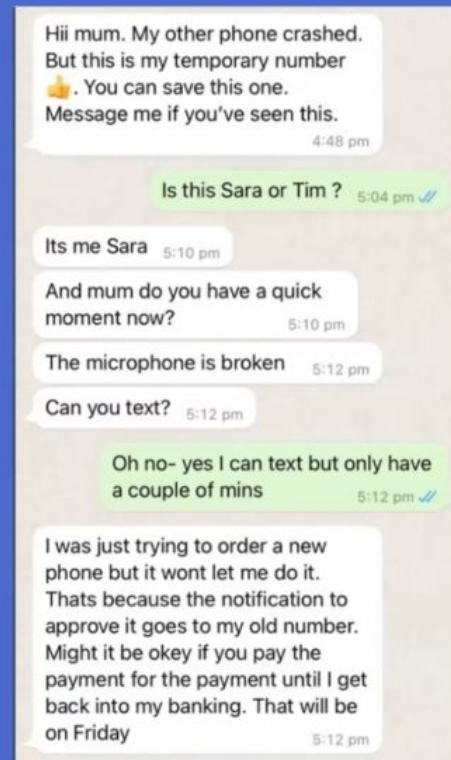 Hii mum. My other phone crashed.
But this is my temporary number
👍. You can save this one.
Message me if you've seen this.
4:48 pm
Is this Sara or Tim ? 5:04 pm
Its me Sara 5:10 pm
And mum do you have a quick
moment now? 5:10 pm
The microphone is broken 5:12 pm
Can you text? 5:12 pm
Oh no- yes I can text but only have
a couple of mins 5:12 pm
I was just trying to order a new
phone but it wont let me do it.
Thats because the notification to
approve it goes to my old number.
Might it be okey if you pay the
payment for the payment until I get
back into my banking. That will be
on Friday 5:12 pm